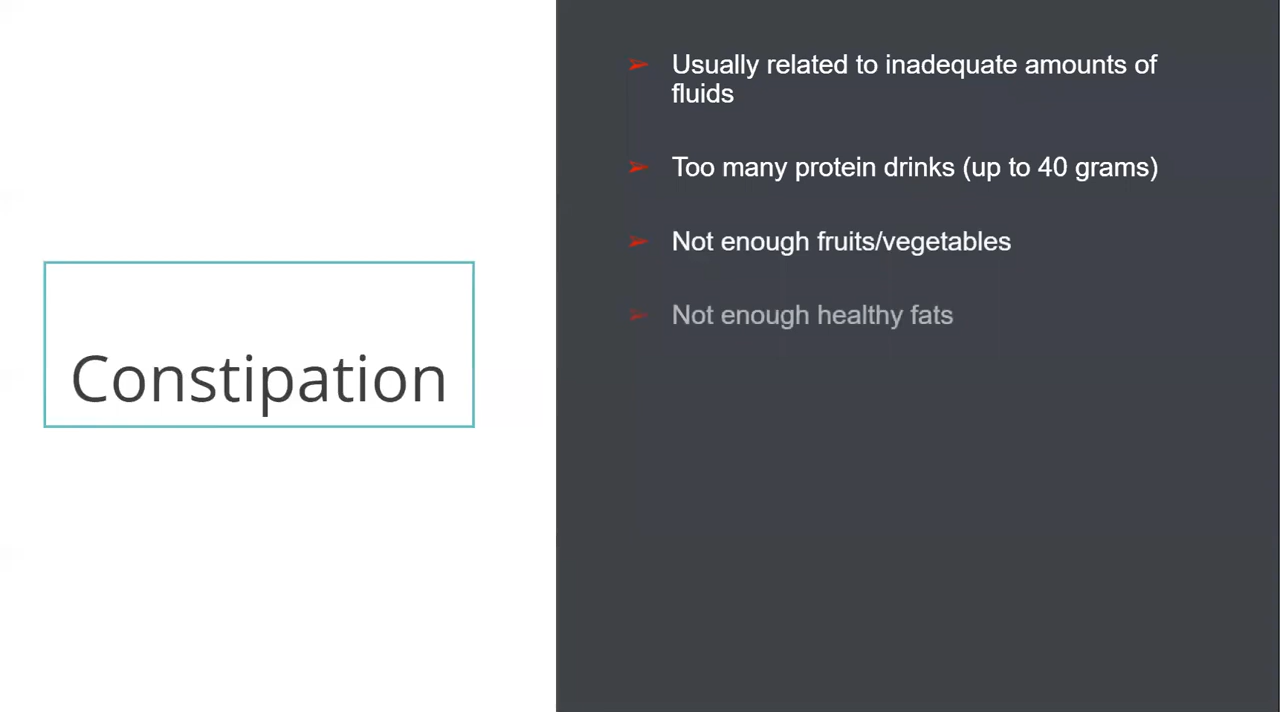 Constipation
➢ Usually related to inadequate amounts of
fluids
➢ Too many protein drinks (up to 40 grams)
➢ Not enough fruits/vegetables
➢ Not enough healthy fats